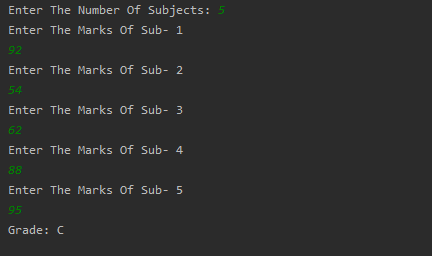 Enter The Number Of Subjects: 5
Enter The Marks Of Sub- 1
92
Enter The Marks Of Sub- 2
54
Enter The Marks Of Sub- 3
62
Enter The Marks Of Sub- 4
88
Enter The Marks Of Sub- 5
95
Grade: C